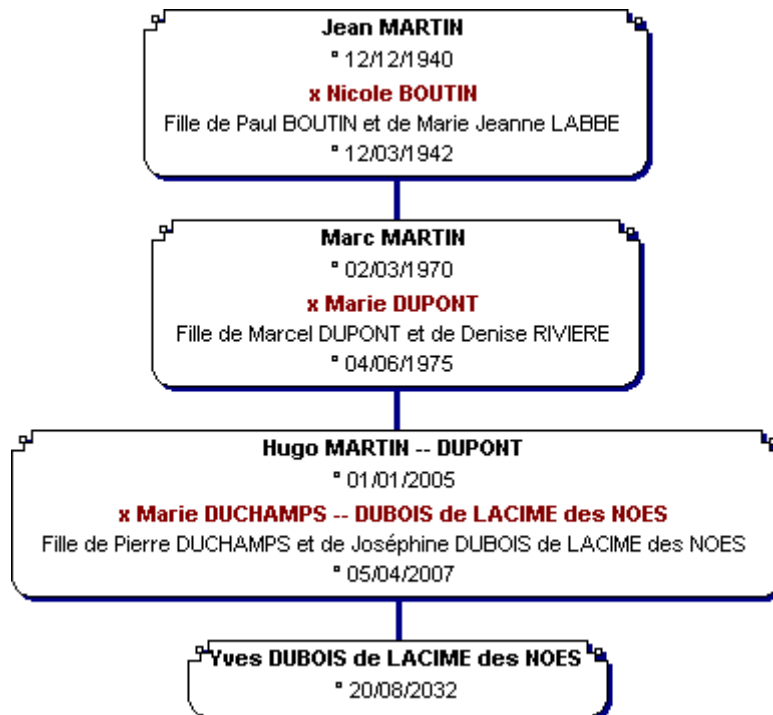 Jean MARTIN
° 12/12/1940
x Nicole BOUTIN
Fille de Paul BOUTIN et de Marie Jeanne LABBE
° 12/03/1942
Marc MARTIN
° 02/03/1970
x Marie DUPONT
Fille de Marcel DUPONT et de Denise RIVIERE
° 04/06/1975
Hugo MARTIN -- DUPONT
° 01/01/2005
x Marie DUCHAMPS -- DUBOIS de LACIME des NOES
Fille de Pierre DUCHAMPS et de Joséphine DUBOIS de LACIME des NOES
° 05/04/2007
Yves DUBOIS de LACIME des NOES
° 20/08/2032